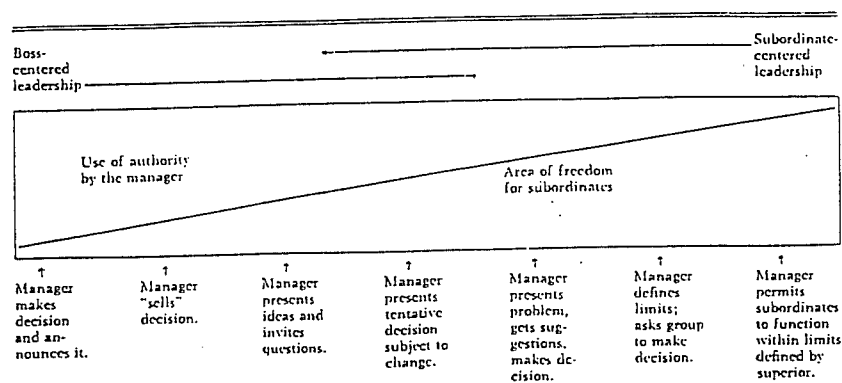 Boss-
centered
leadership
Subordinate-
centered
leadership
Use of authority
by the manager
Area of freedom
for subordinates
Manager
makes
decision
and an-
nounces it.
Manager
"sells"
decision.
Manager
presents
ideas and
invites
questions.
Manager
presents
tentative
decision
subject to
change.
Manager
presents
problem,
gets sug-
gestions,
makes de-
cision.
Manager
defines
limits;
asks group
to make
decision.
Manager
permits
subordinates
to function
within limits
defined by
superior.